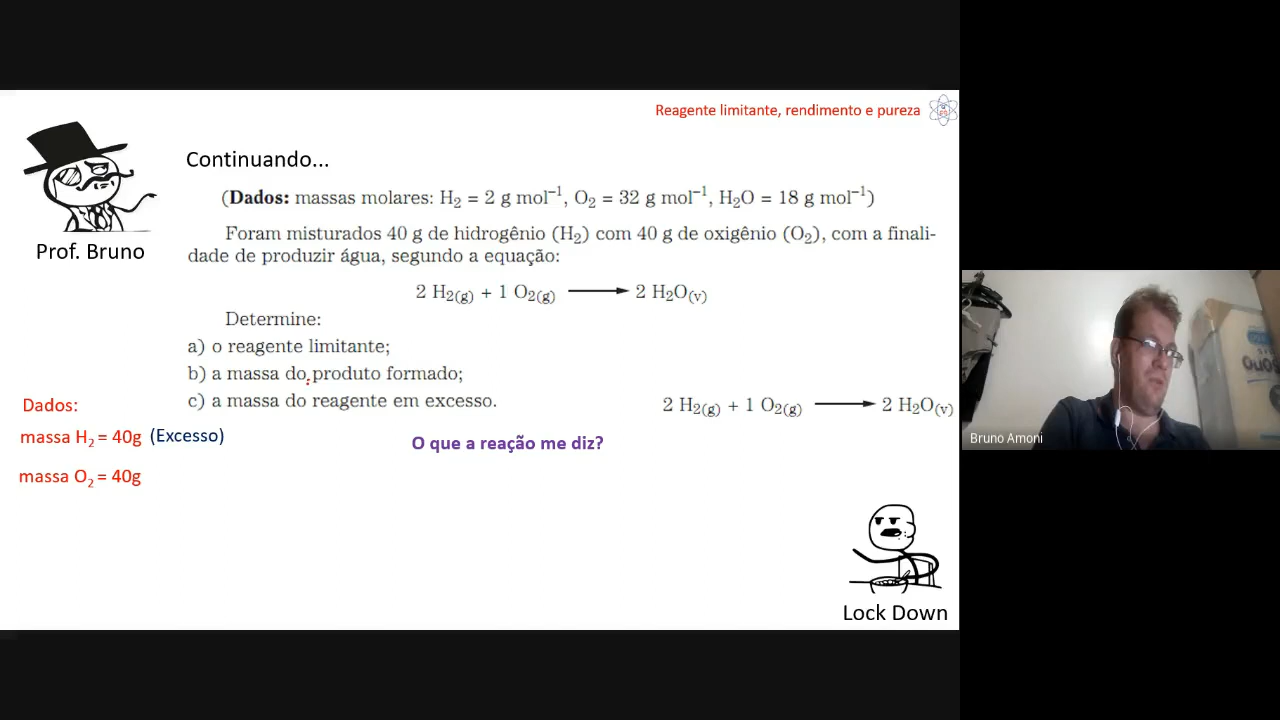 Reagente limitante, rendimento e pureza
Continuando...
(Dados: massas molares: H₂ = 2 g mol⁻¹, O₂ = 32 g mol⁻¹, H₂O = 18 g mol⁻¹)
Foram misturados 40 g de hidrogênio (H₂) com 40 g de oxigênio (O₂), com a finali-
dade de produzir água, segundo a equação:
Prof. Bruno
2 H₂(g) + 1 O₂(g) ⟶ 2 H₂O(v)
Determine:
a) o reagente limitante;
b) a massa do produto formado;
c) a massa do reagente em excesso.
Dados:
2 H₂(g) + 1 O₂(g) ⟶ 2 H₂O(v)
massa H₂ = 40g (Excesso)
O que a reação me diz?
massa O₂ = 40g
Lock Down
Bruno Amoni